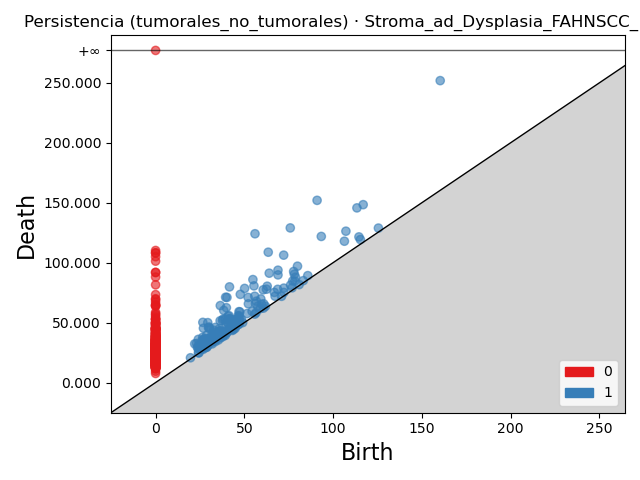 Persistencia (tumorales_no_tumorales) · Stroma_ad_Dysplasia_FAHNSCC_
+∞
250.000
200.000
150.000
100.000
50.000
0.000
Death
0
1
0 50 100 150 200 250
Birth